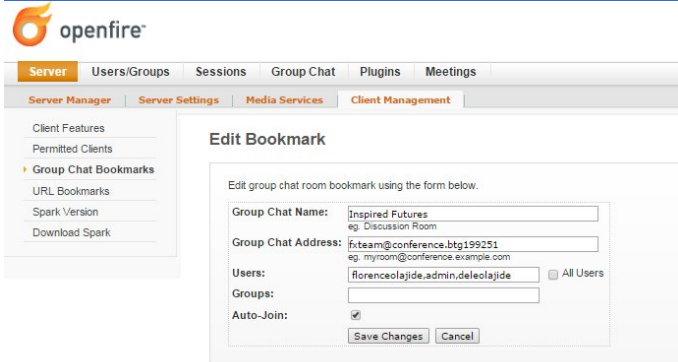 openfire™
Server Users/Groups Sessions Group Chat Plugins Meetings
Server Manager Server Settings Media Services Client Management
Client Features
Permitted Clients
Group Chat Bookmarks
URL Bookmarks
Spark Version
Download Spark
Edit Bookmark
Edit group chat room bookmark using the form below.
Group Chat Name: Inspired Futures
eg. Discussion Room
Group Chat Address: fxteam@conference.btg199251
eg. myroom@conference.example.com
Users: florenceolajide,admin,deleolajide All Users
Groups:
Auto-Join:
Save Changes Cancel